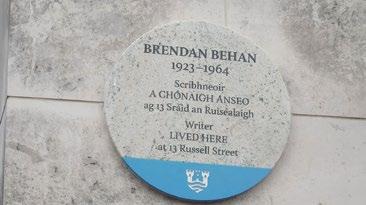 BRENDAN BEHAN
1923–1964
Scríbhneoir
A CHÓNAIGH ANSEO
ag 13 Sráid an Ruiséalaigh
Writer
LIVED HERE
at 13 Russell Street